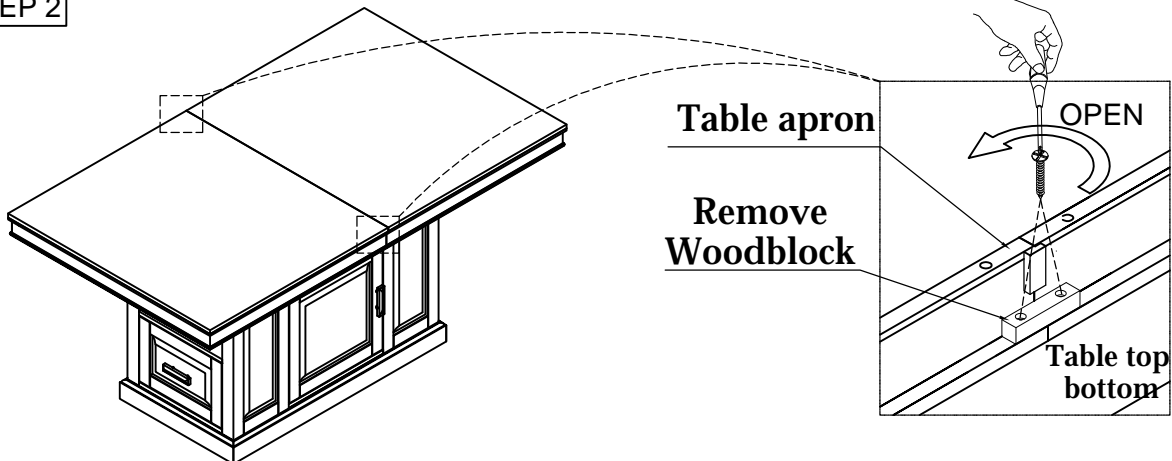 EP 2
OPEN
Table apron
Remove
Woodblock
Table top
bottom